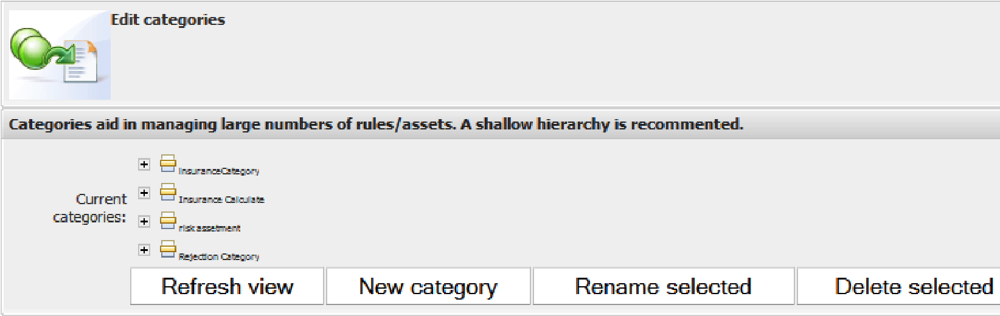 Edit categories
Categories aid in managing large numbers of rules/assets. A shallow hierarchy is recommented.
Current
categories:
InsuranceCategory
Insurance Calculate
risk assetment
Rejection Category
Refresh view
New category
Rename selected
Delete selected